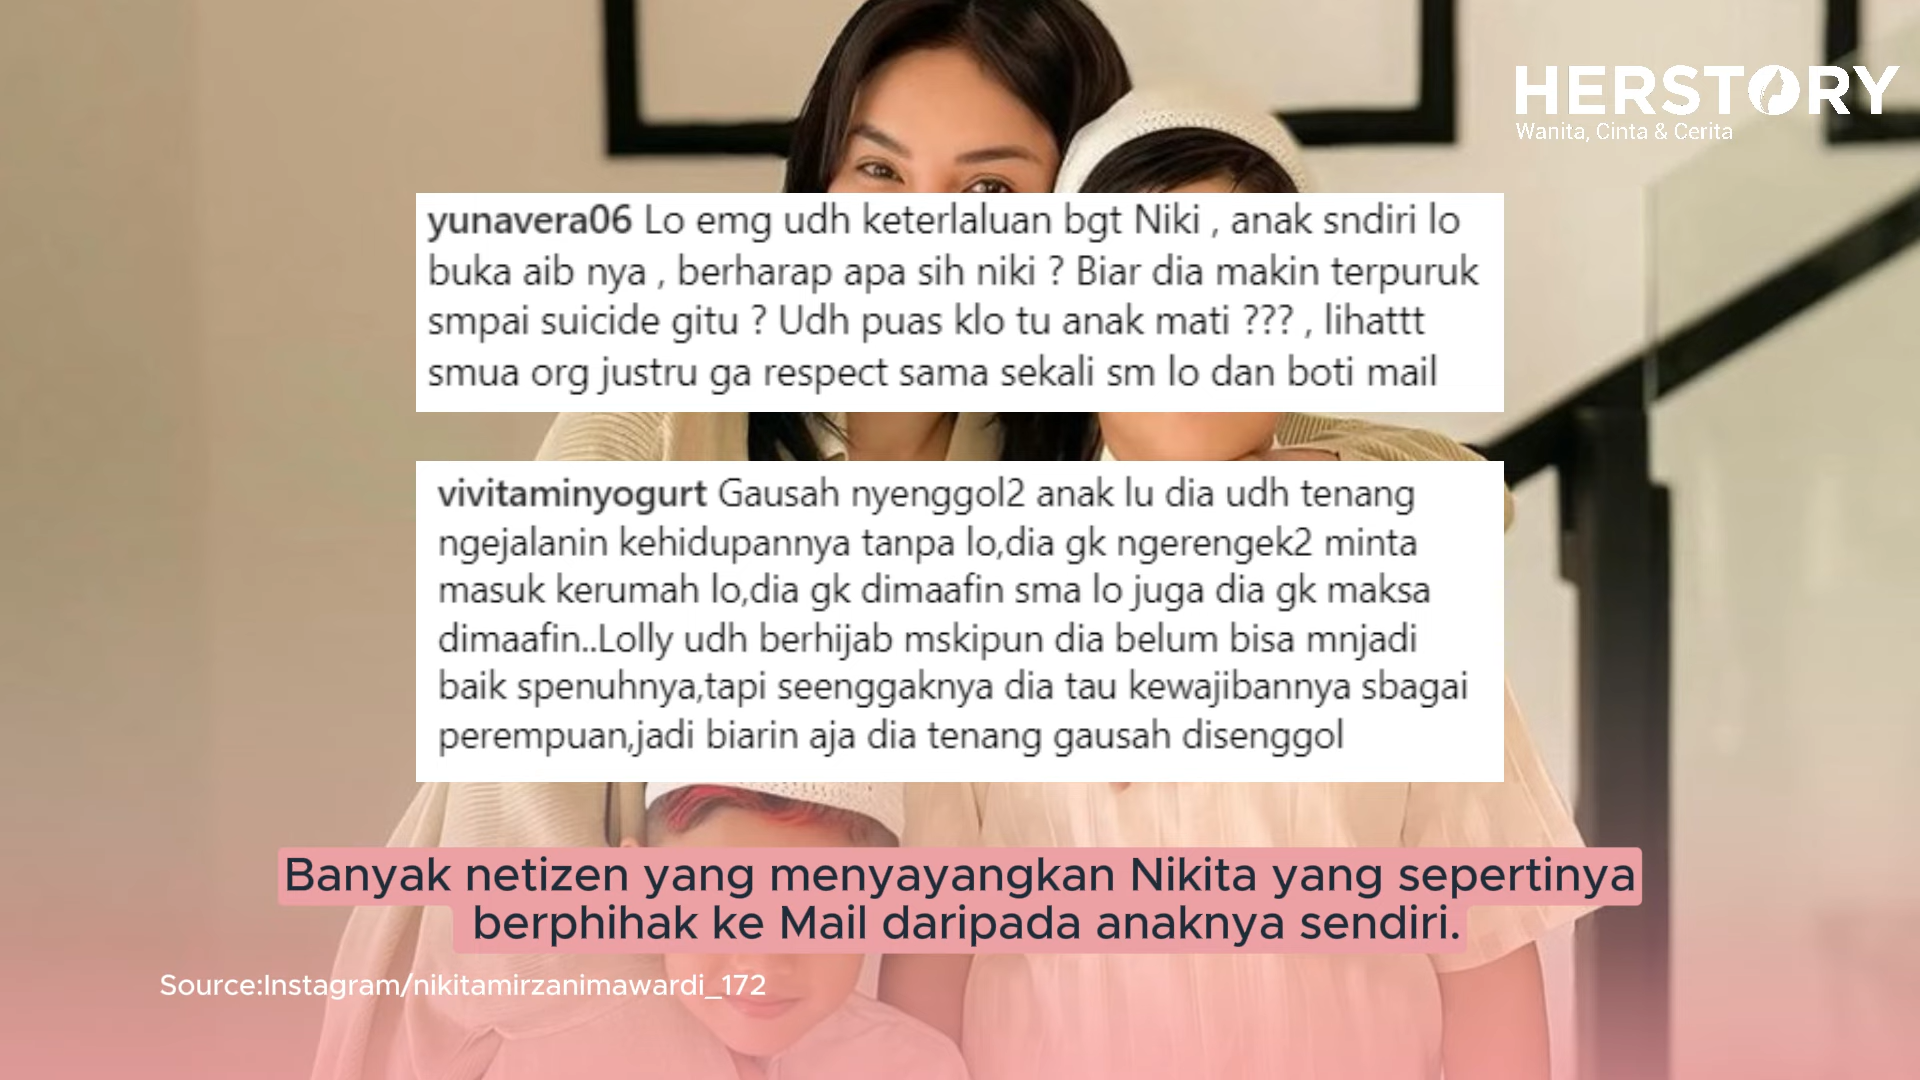 HERSTORY
Wanita, Cinta & Cerita
yunavera06 Lo emg udh keterlaluan bgt Niki , anak sndiri lo
buka aib nya , berharap apa sih niki ? Biar dia makin terpuruk
smpai suicide gitu ? Udh puas klo tu anak mati ??? , lihattt
smua org justru ga respect sama sekali sm lo dan boti mail
vivitaminyogurt Gausah nyenggol2 anak lu dia udh tenang
ngejalanin kehidupannya tanpa lo,dia gk ngerengek2 minta
masuk kerumah lo,dia gk dimaafin sma lo juga dia gk maksa
dimaafin..Lolly udh berhijab mskipun dia belum bisa mnjadi
baik spenuhnya,tapi seenggaknya dia tau kewajibannya sbagai
perempuan,jadi biarin aja dia tenang gausah disenggol
Banyak netizen yang menyayangkan Nikita yang sepertinya
berphihak ke Mail daripada anaknya sendiri.
Source:Instagram/nikitamirzanimawardi_172